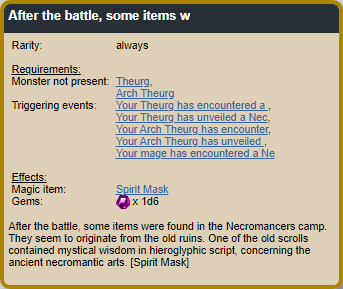 After the battle, some items w
Rarity: always
Requirements:
Monster not present: Theurg,
Arch Theurg
Triggering events: Your Theurg has encountered a ,
Your Theurg has unveiled a Nec,
Your Arch Theurg has encounter,
Your Arch Theurg has unveiled ,
Your mage has encountered a Ne
Effects:
Magic item: Spirit Mask
Gems: x 1d6
After the battle, some items were found in the Necromancers camp.
They seem to originate from the old ruins. One of the old scrolls
contained mystical wisdom in hieroglyphic script, concerning the
ancient necromantic arts. [Spirit Mask]